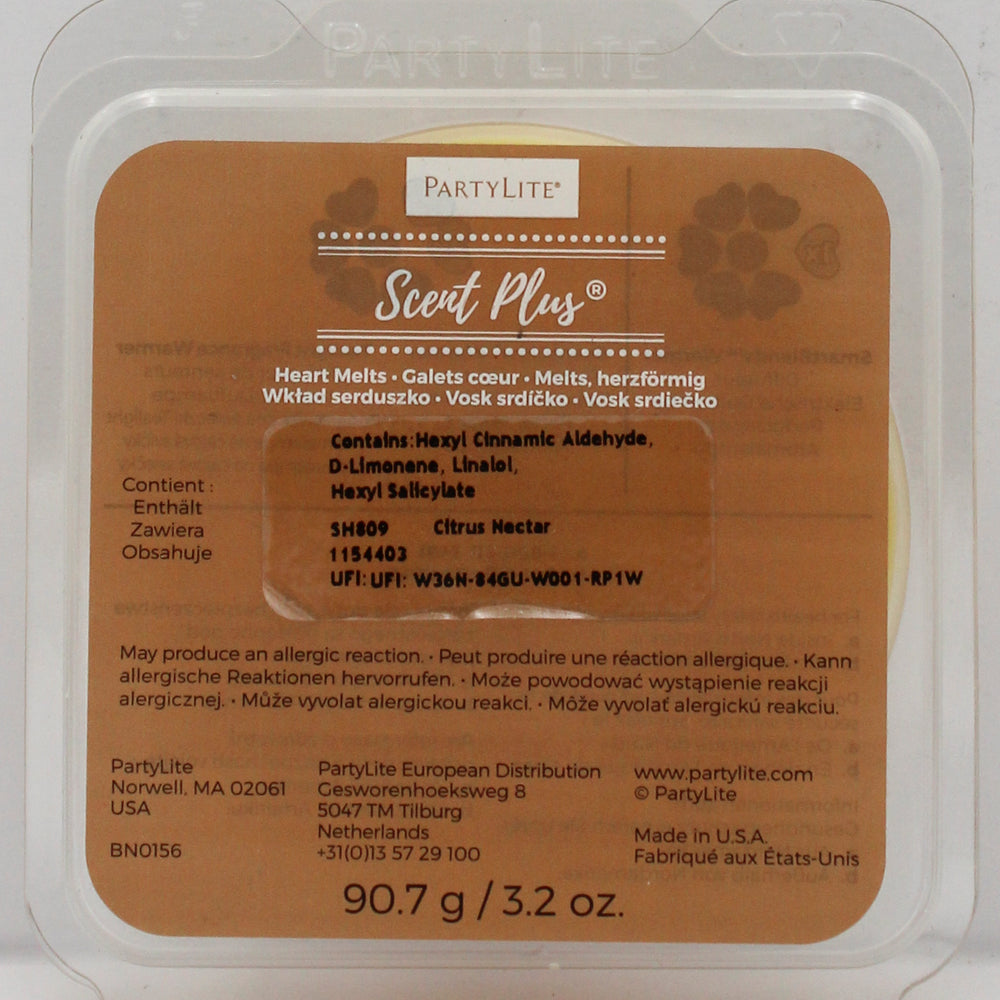 PARTYLITE
PARTYLITE®
Scent Plus®
Heart Melts • Galets cœur • Melts, herzförmig
Wkład serduszko • Vosk srdíčko • Vosk srdiečko
Contient :
Enthält
Zawiera
Obsahuje
Contains:Hexyl Cinnamic Aldehyde,
D-Limonene, Linalol,
Hexyl Salicylate
SH809 Citrus Nectar
1154403
UFI: UFI: W36N-84GU-W001-RP1W
May produce an allergic reaction. • Peut produire une réaction allergique. • Kann
allergische Reaktionen hervorrufen. • Może powodować wystąpienie reakcji
alergicznej. • Může vyvolat alergickou reakci. • Môže vyvolať alergickú reakciu.
PartyLite
Norwell, MA 02061
USA
BN0156
PartyLite European Distribution
Gesworenhoeksweg 8
5047 TM Tilburg
Netherlands
+31(0)13 57 29 100
www.partylite.com
© PartyLite
Made in U.S.A.
Fabriqué aux États-Unis
90.7 g / 3.2 oz.